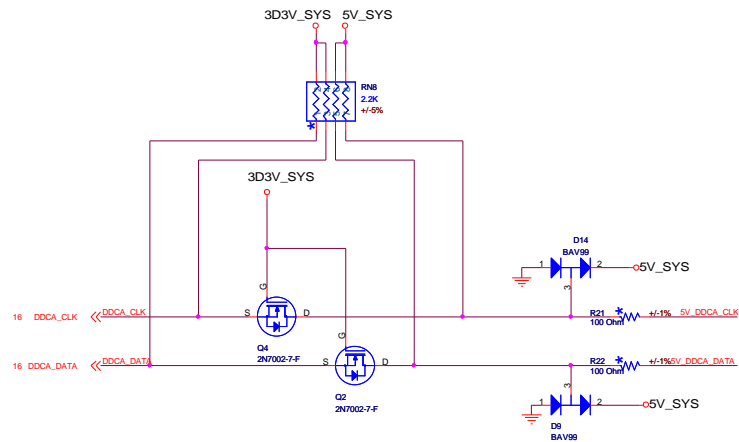 3D3V_SYS 5V_SYS
RN8
2.2K
+/-5%
*
3D3V_SYS
D14
BAV99
1 2 5V_SYS
3
G
16 DDCA_CLK DDCA_CLK S D R21 * +/-1% 5V_DDCA_CLK
100 Ohm
Q4
2N7002-7-F
G
16 DDCA_DATA DDCA_DATA S D R22 * +/-1% 5V_DDCA_DATA
100 Ohm
3
Q2
2N7002-7-F
1 2 5V_SYS
D9
BAV99